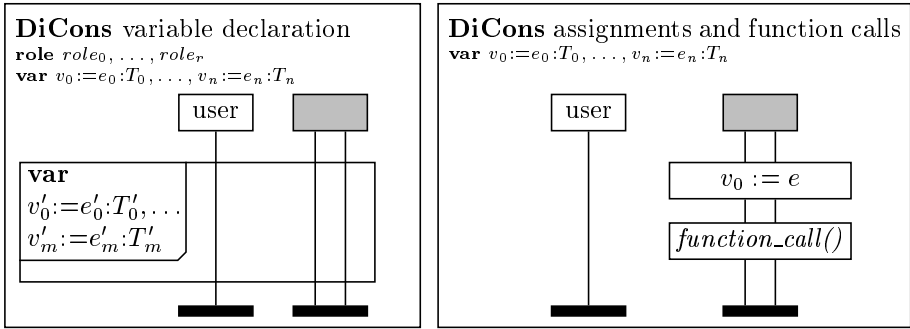 DiCons variable declaration
role role₀, . . . , roleᵣ
var v₀:=e₀:T₀, . . . , vₙ:=eₙ:Tₙ
user
var
v′₀:=e′₀:T′₀, . . .
v′ₘ:=e′ₘ:T′ₘ
DiCons assignments and function calls
var v₀:=e₀:T₀, . . . , vₙ:=eₙ:Tₙ
user
v₀ := e
function_call()